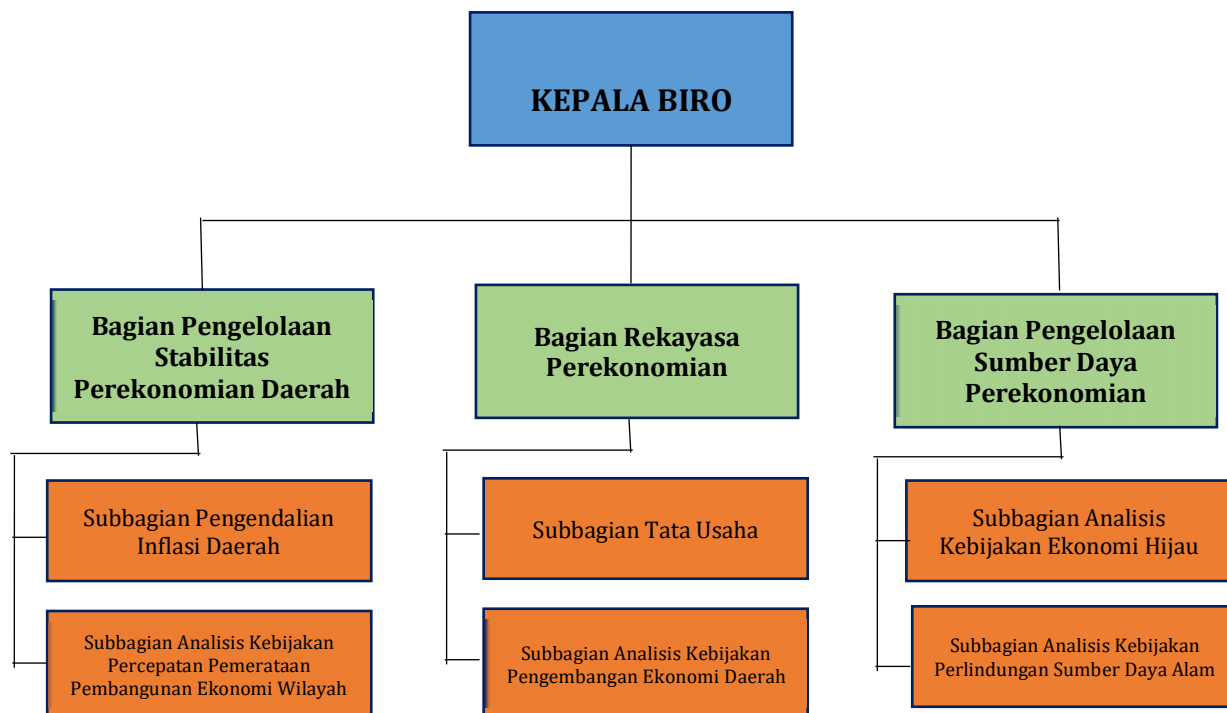 KEPALA BIRO
Bagian Pengelolaan
Stabilitas
Perekonomian Daerah
Bagian Rekayasa
Perekonomian
Bagian Pengelolaan
Sumber Daya
Perekonomian
Subbagian Pengendalian
Inflasi Daerah
Subbagian Tata Usaha
Subbagian Analisis
Kebijakan Ekonomi Hijau
Subbagian Analisis Kebijakan
Percepatan Pemerataan
Pembangunan Ekonomi Wilayah
Subbagian Analisis Kebijakan
Pengembangan Ekonomi Daerah
Subbagian Analisis Kebijakan
Perlindungan Sumber Daya Alam